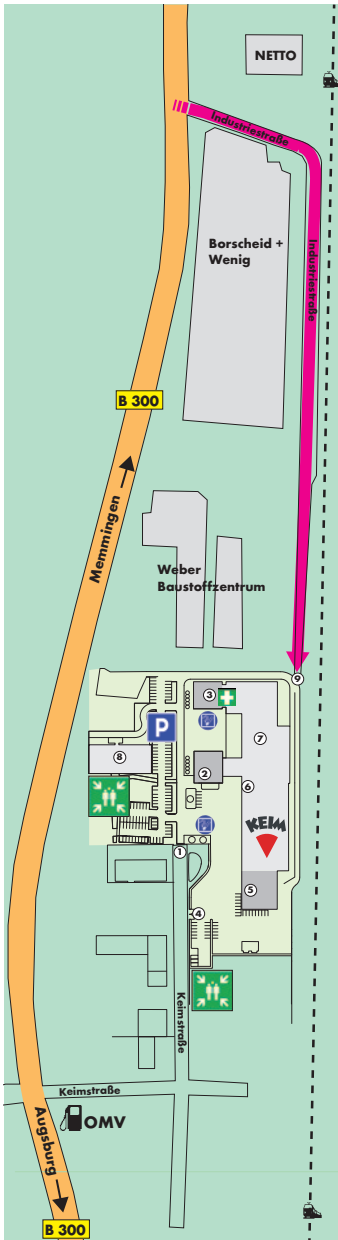 NETTO
Industriestraße
Industriestraße
Borscheid +
Wenig
B 300
Memmingen
Weber
Baustoffzentrum
9
3
P
7
8
2
6
KEIM
1
5
4
Keimstraße
Keimstraße
OMV
Augsburg
B 300